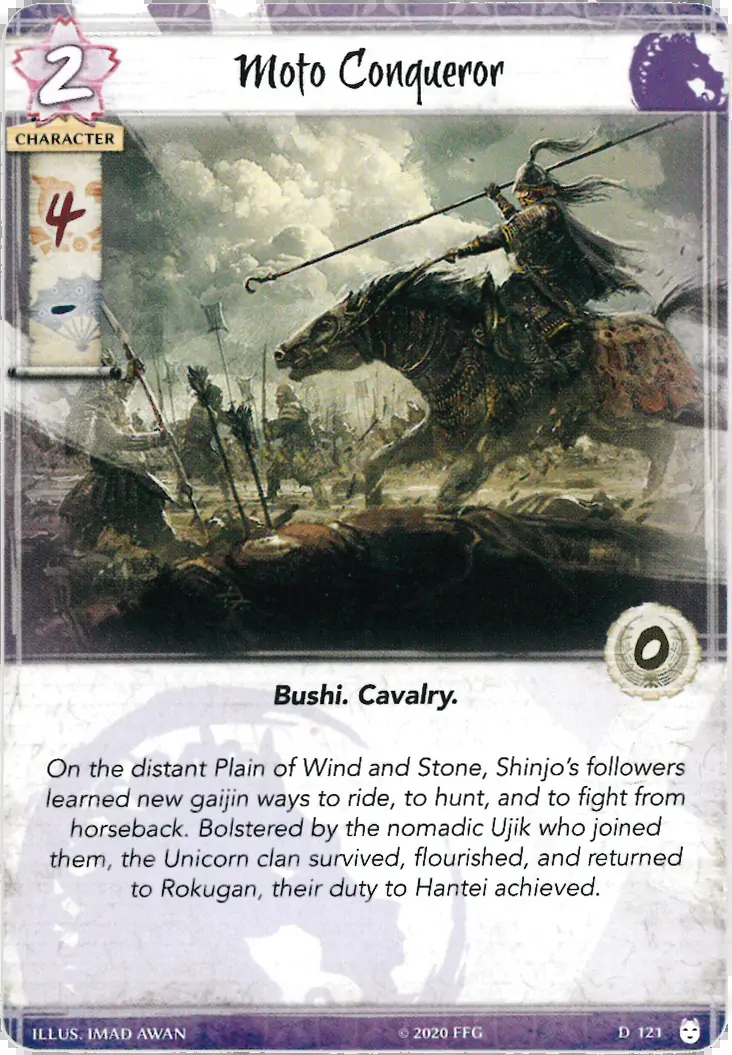 2
Moto Conqueror
CHARACTER
4
-
0
Bushi. Cavalry.
On the distant Plain of Wind and Stone, Shinjo's followers
learned new gaijin ways to ride, to hunt, and to fight from
horseback. Bolstered by the nomadic Ujik who joined
them, the Unicorn clan survived, flourished, and returned
to Rokugan, their duty to Hantei achieved.
ILLUS. IMAD AWAN © 2020 FFG D 121